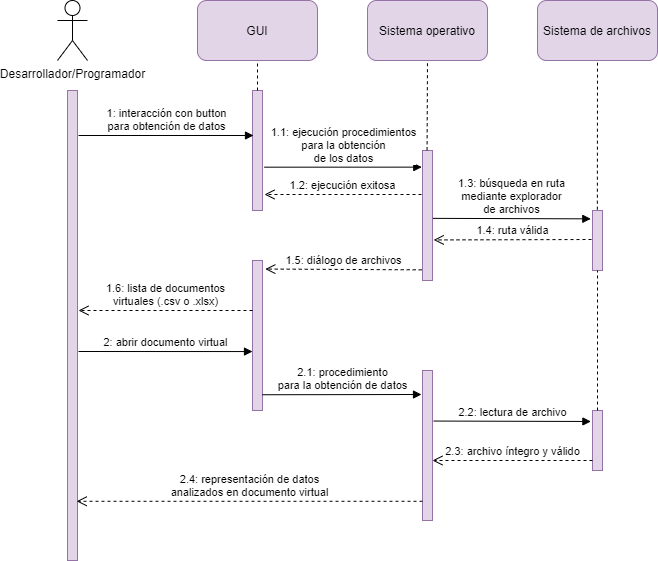 GUI
Sistema operativo
Sistema de archivos
Desarrollador/Programador
1: interacción con button
para obtención de datos
1.1: ejecución procedimientos
para la obtención
de los datos
1.2: ejecución exitosa
1.3: búsqueda en ruta
mediante explorador
de archivos
1.4: ruta válida
1.5: diálogo de archivos
1.6: lista de documentos
virtuales (.csv o .xlsx)
2: abrir documento virtual
2.1: procedimiento
para la obtención de datos
2.2: lectura de archivo
2.3: archivo íntegro y válido
2.4: representación de datos
analizados en documento virtual